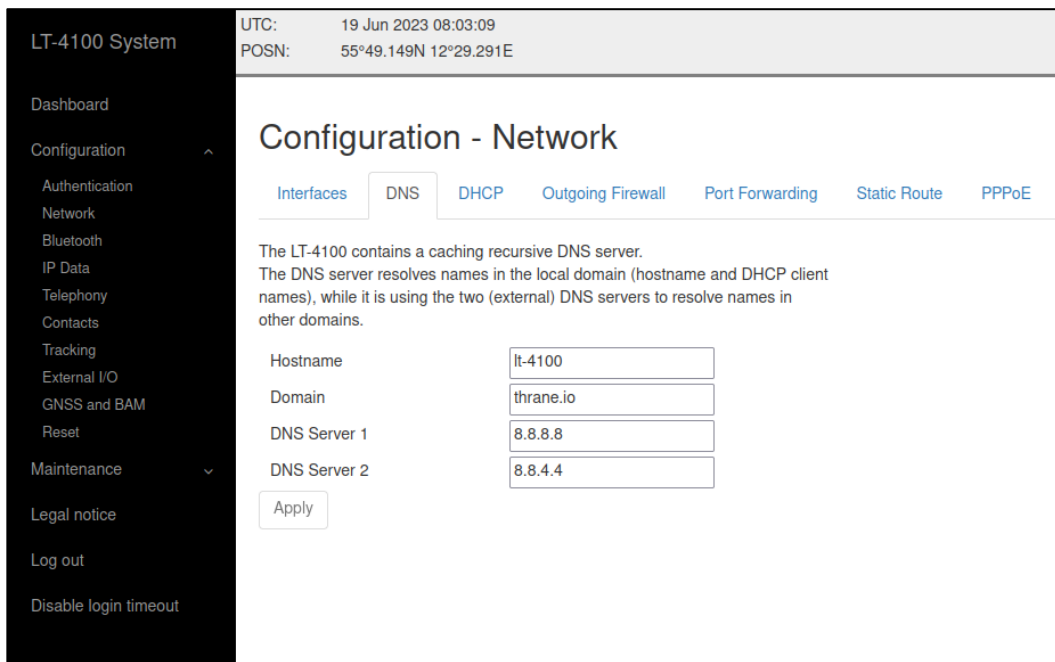 LT-4100 System
Dashboard
Configuration
Authentication
Network
Bluetooth
IP Data
Telephony
Contacts
Tracking
External I/O
GNSS and BAM
Reset
Maintenance
Legal notice
Log out
Disable login timeout
UTC: 19 Jun 2023 08:03:09
POSN: 55°49.149N 12°29.291E
Configuration - Network
Interfaces DNS DHCP Outgoing Firewall Port Forwarding Static Route PPPoE
The LT-4100 contains a caching recursive DNS server.
The DNS server resolves names in the local domain (hostname and DHCP client
names), while it is using the two (external) DNS servers to resolve names in
other domains.
Hostname lt-4100
Domain thrane.io
DNS Server 1 8.8.8.8
DNS Server 2 8.8.4.4
Apply